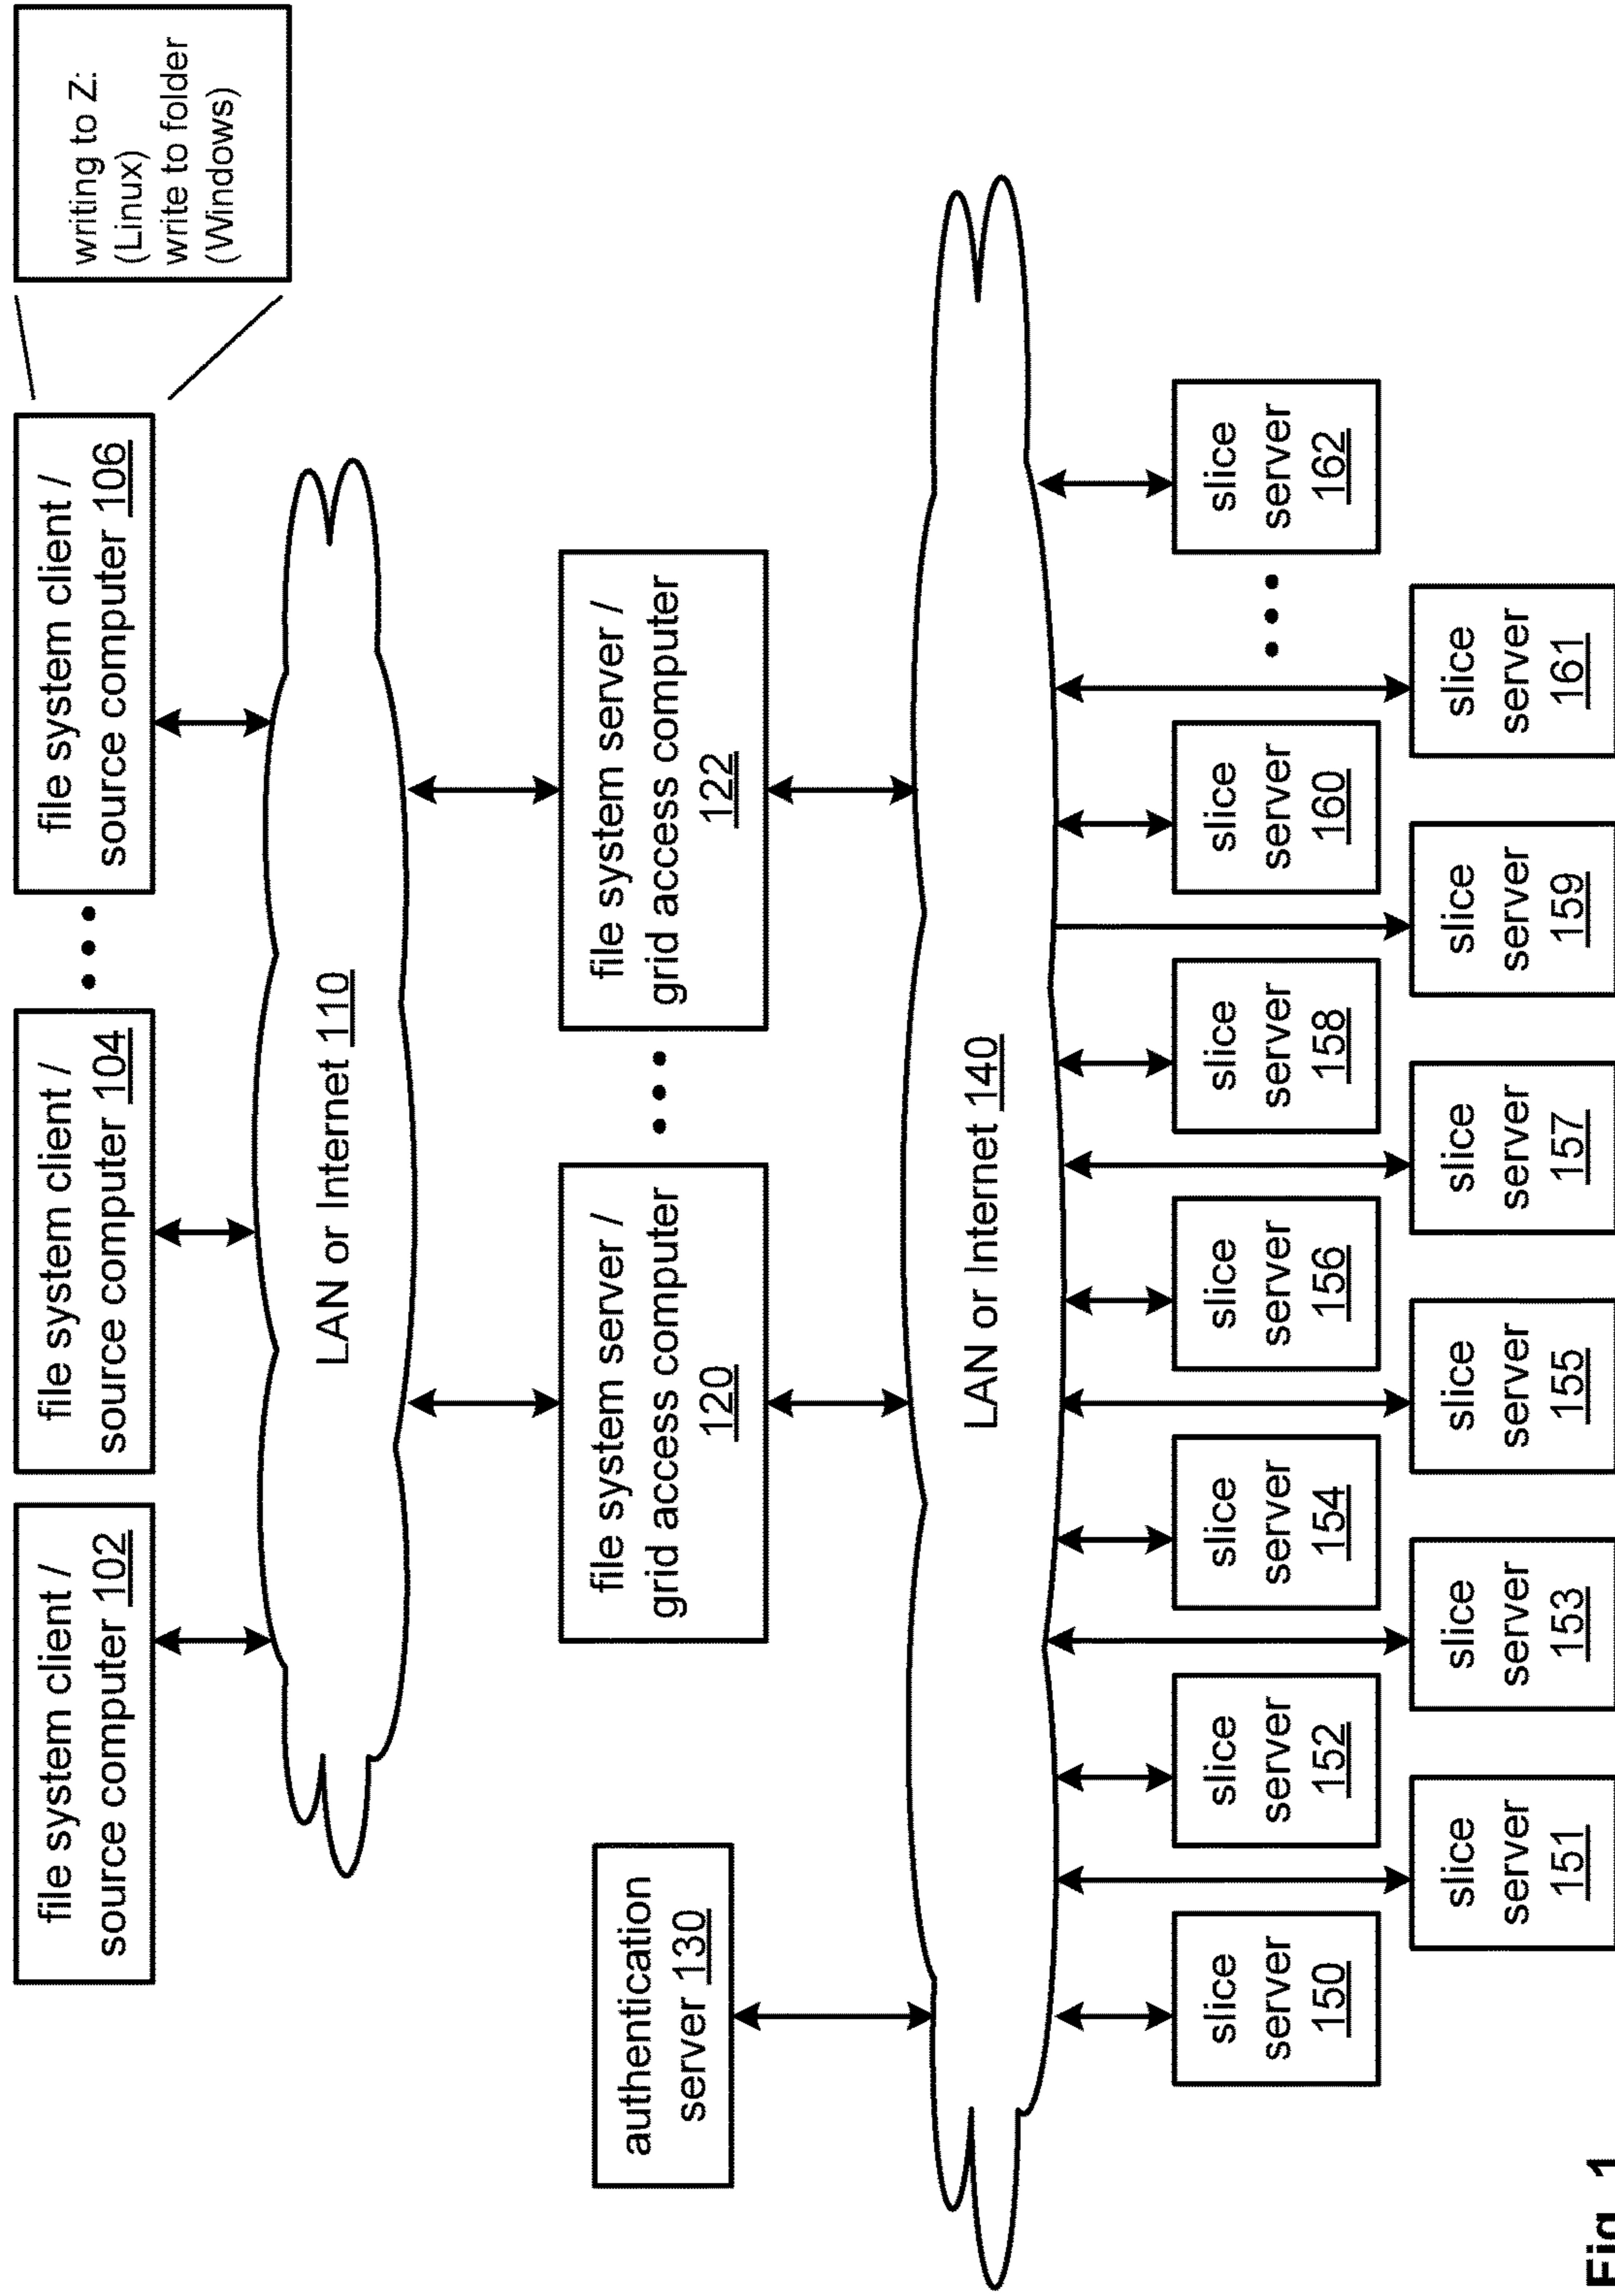 file system client /
source computer 102
file system client /
source computer 104
file system client /
source computer 106
writing to Z:
(Linux)
write to folder
(Windows)
LAN or Internet 110
authentication
server 130
file system server /
grid access computer
120
file system server /
grid access computer
122
LAN or Internet 140
slice
server
150
slice
server
152
slice
server
154
slice
server
156
slice
server
158
slice
server
160
slice
server
162
slice
server
151
slice
server
153
slice
server
155
slice
server
157
slice
server
159
slice
server
161
Fig. 1